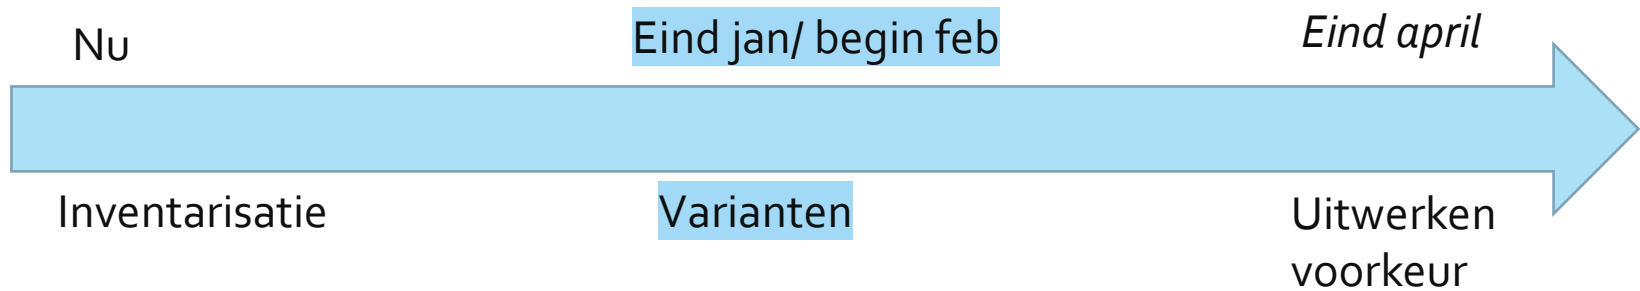 Nu
Eind jan/ begin feb
Eind april
Inventarisatie
Varianten
Uitwerken
voorkeur